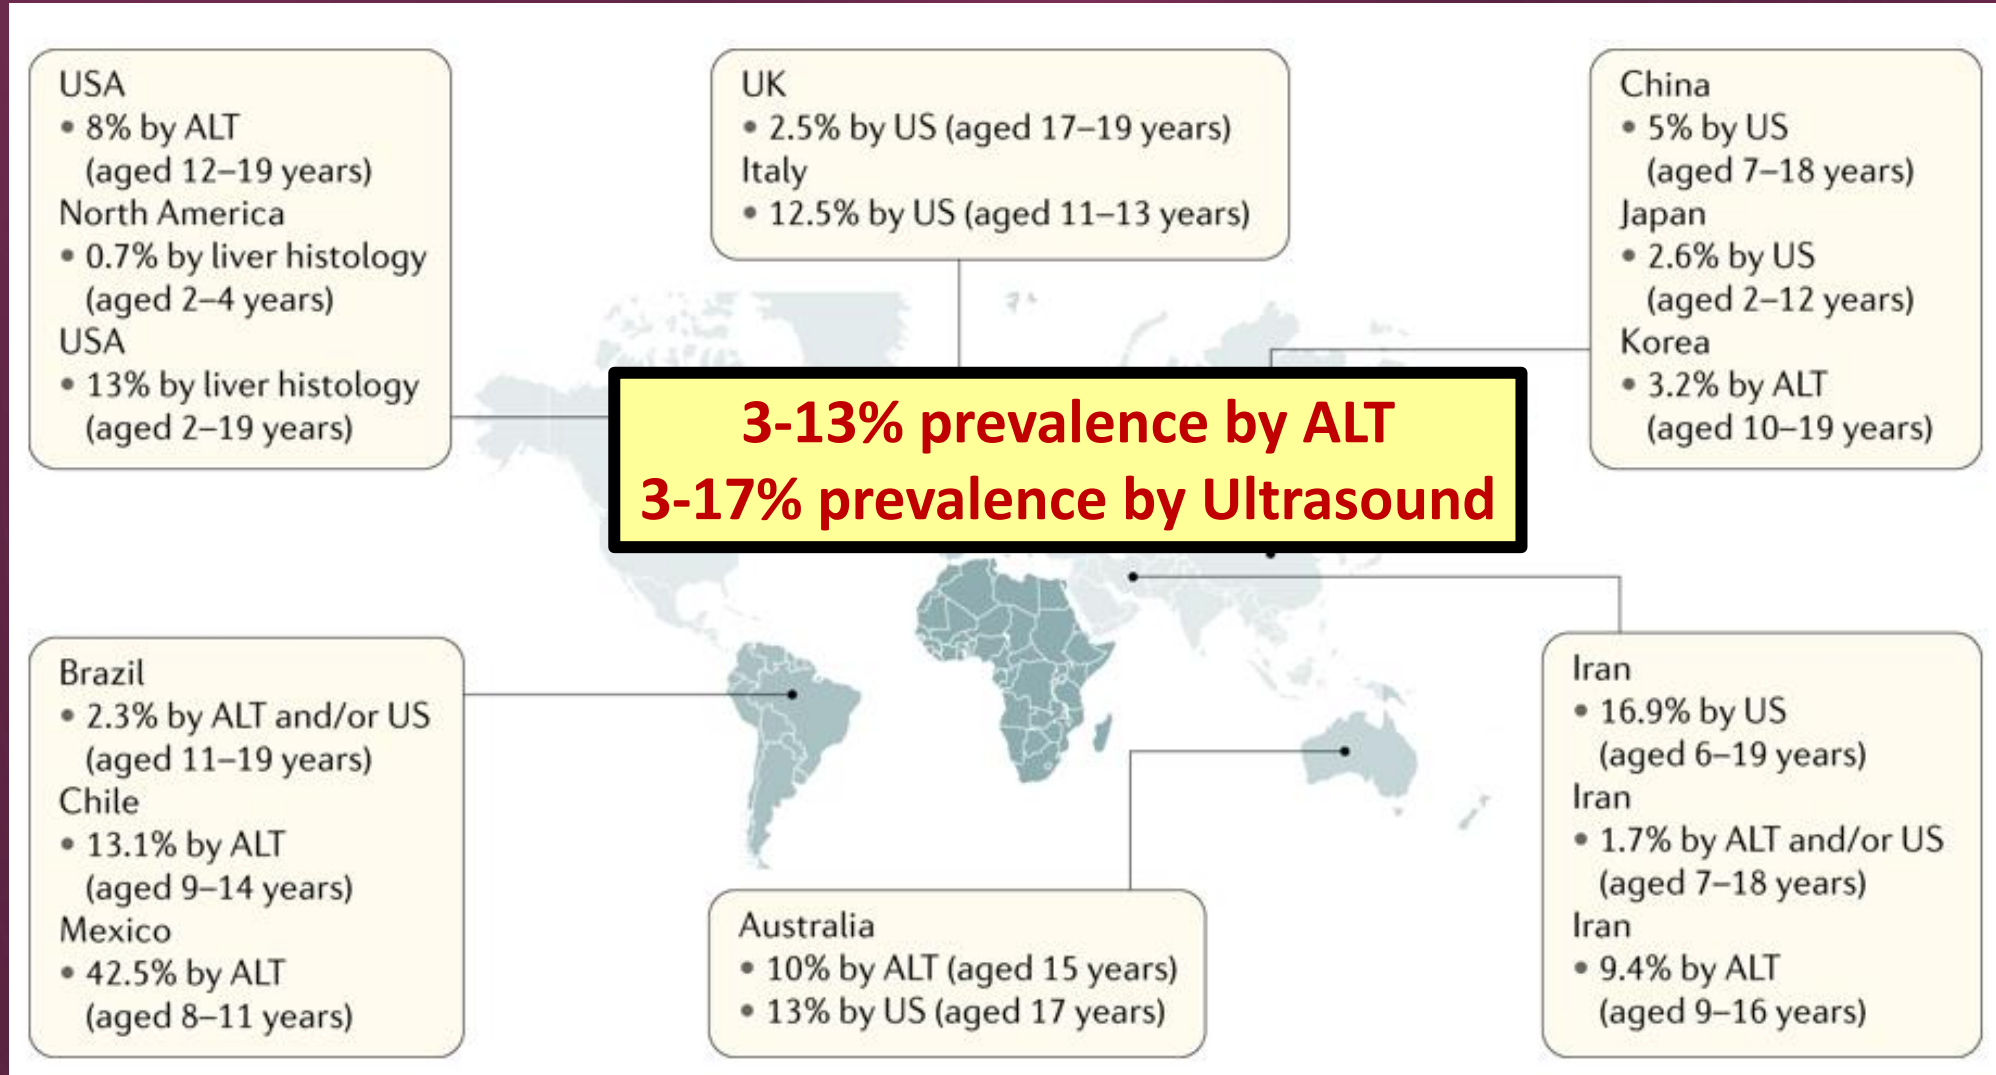 USA
• 8% by ALT
(aged 12–19 years)
North America
• 0.7% by liver histology
(aged 2–4 years)
USA
• 13% by liver histology
(aged 2–19 years)
UK
• 2.5% by US (aged 17–19 years)
Italy
• 12.5% by US (aged 11–13 years)
China
• 5% by US
(aged 7–18 years)
Japan
• 2.6% by US
(aged 2–12 years)
Korea
• 3.2% by ALT
(aged 10–19 years)
3-13% prevalence by ALT
3-17% prevalence by Ultrasound
Brazil
• 2.3% by ALT and/or US
(aged 11–19 years)
Chile
• 13.1% by ALT
(aged 9–14 years)
Mexico
• 42.5% by ALT
(aged 8–11 years)
Australia
• 10% by ALT (aged 15 years)
• 13% by US (aged 17 years)
Iran
• 16.9% by US
(aged 6–19 years)
Iran
• 1.7% by ALT and/or US
(aged 7–18 years)
Iran
• 9.4% by ALT
(aged 9–16 years)